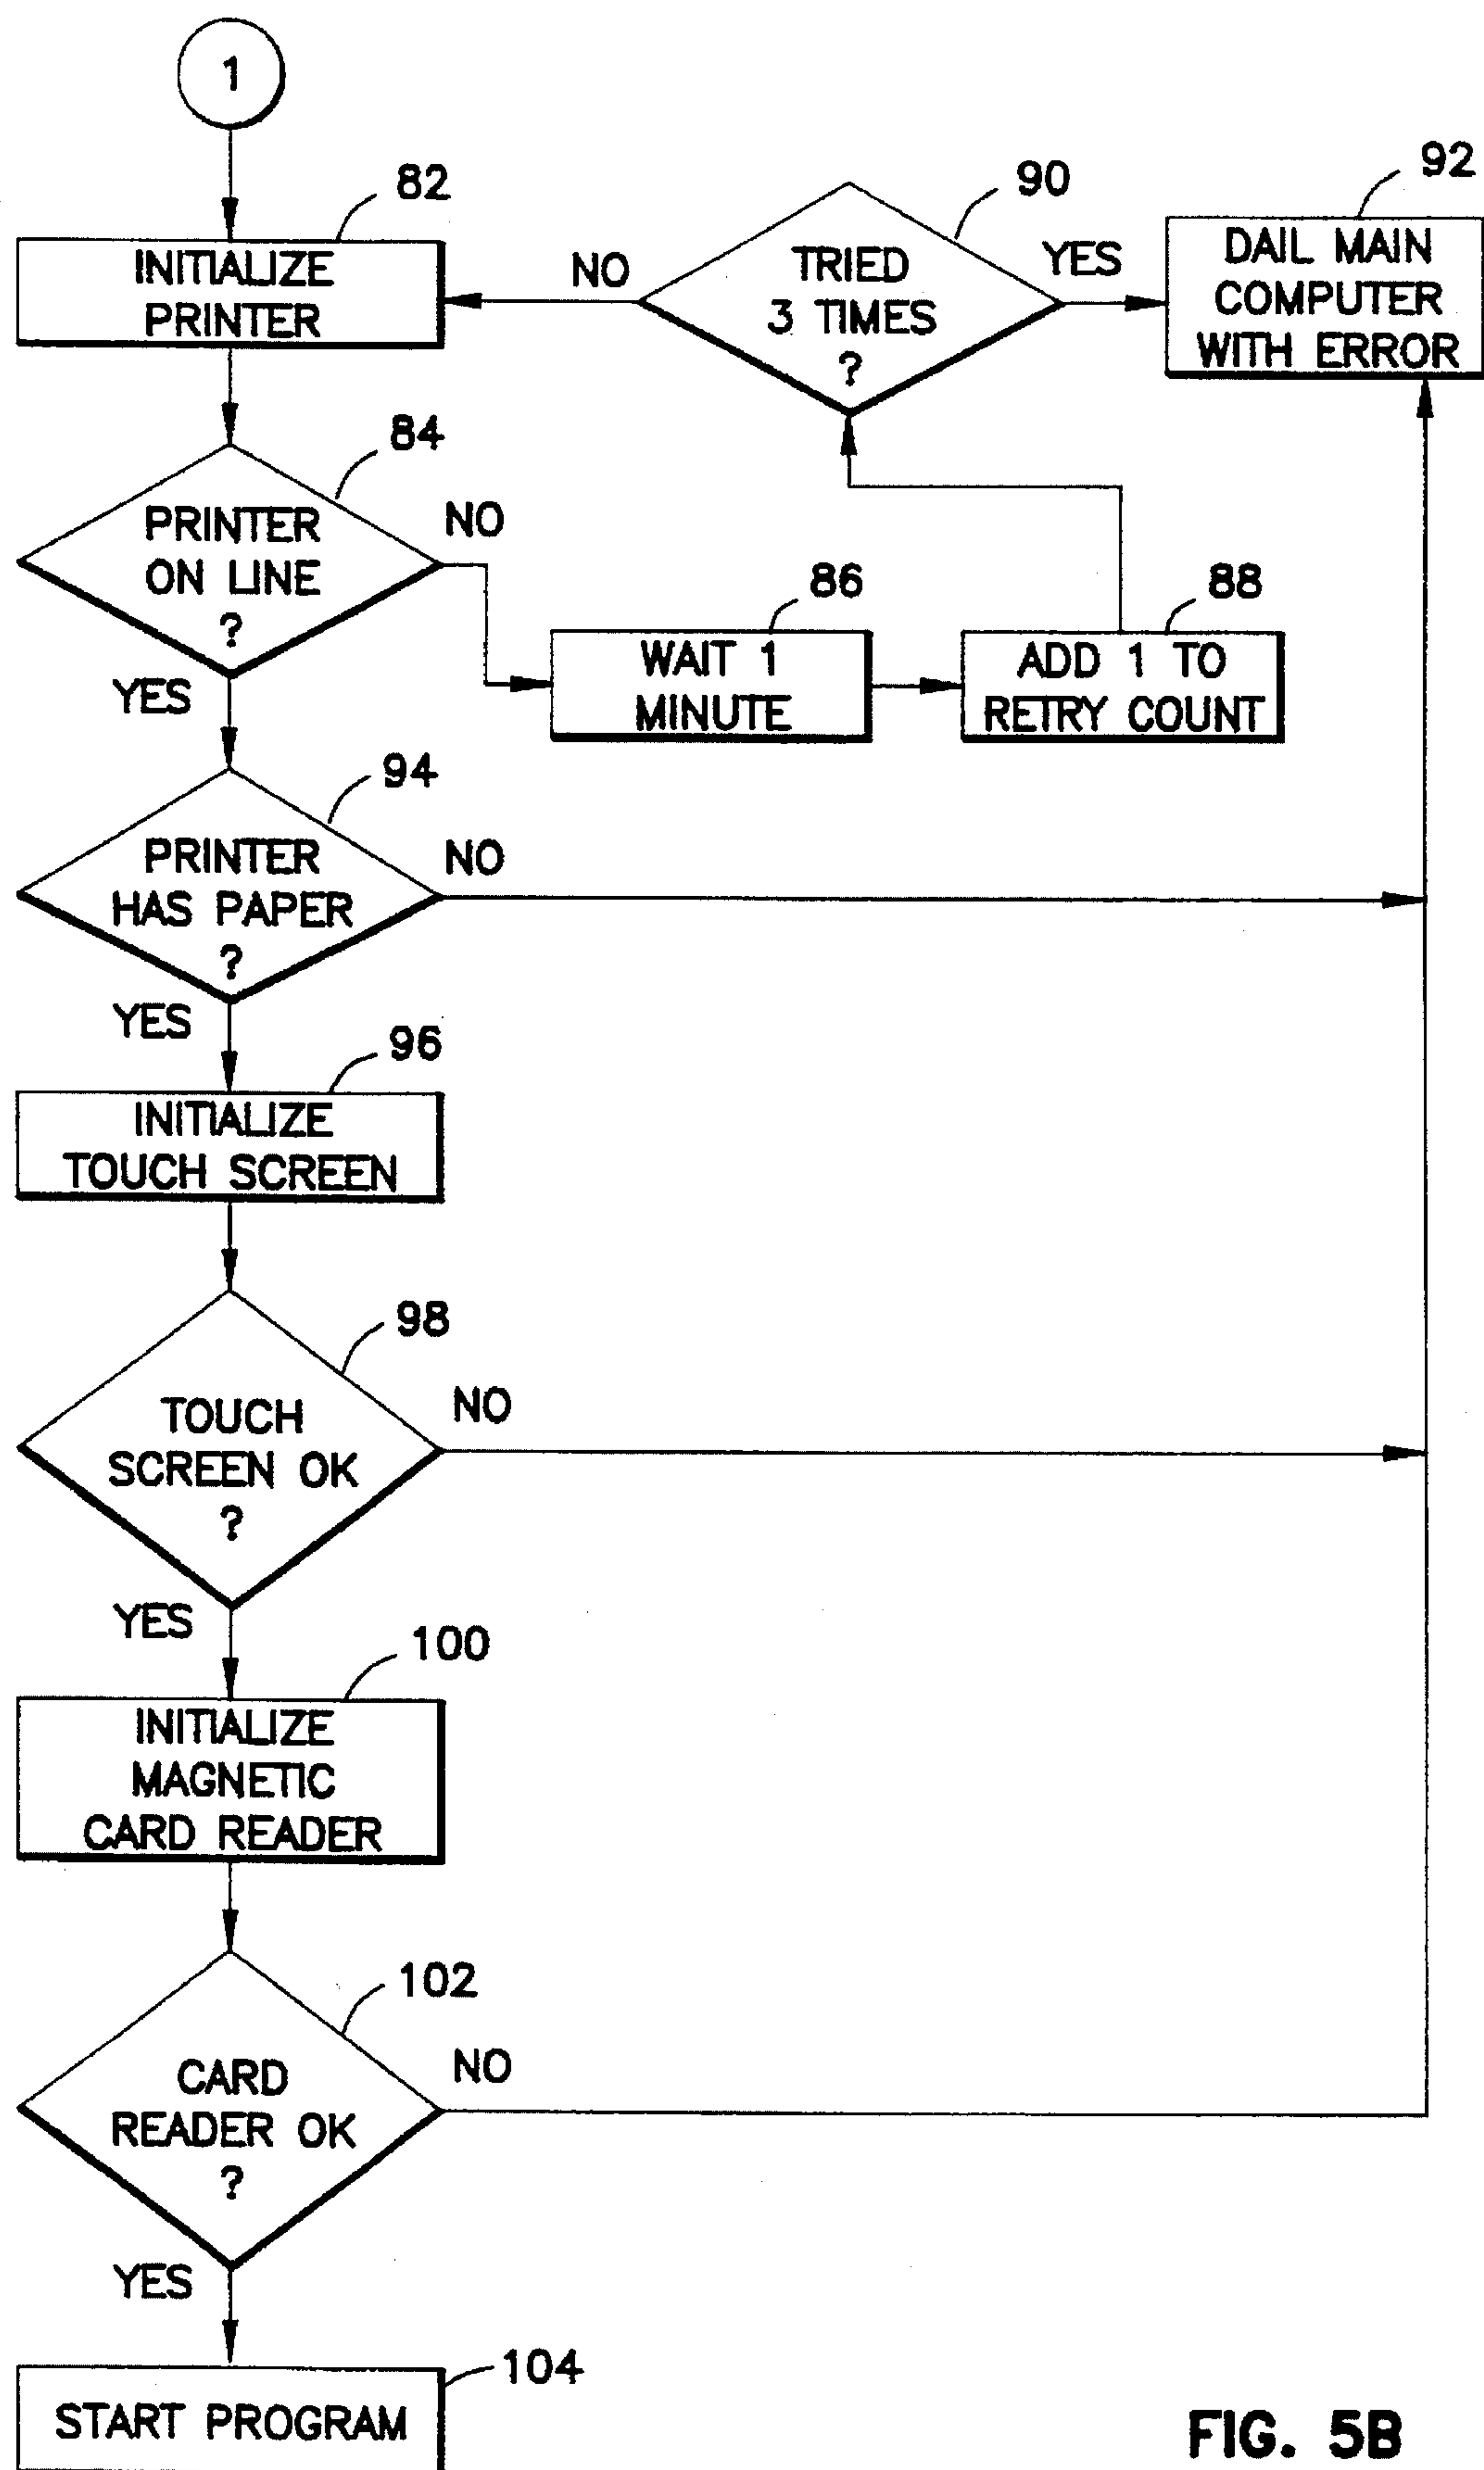 1
82
INITIALIZE
PRINTER
NO
90
TRIED
3 TIMES
?
YES
92
DAIL MAIN
COMPUTER
WITH ERROR
84
PRINTER
ON LINE
?
NO
YES
86
WAIT 1
MINUTE
88
ADD 1 TO
RETRY COUNT
94
PRINTER
HAS PAPER
?
NO
YES
96
INITIALIZE
TOUCH SCREEN
98
TOUCH
SCREEN OK
?
NO
YES
100
INITIALIZE
MAGNETIC
CARD READER
102
CARD
READER OK
?
NO
YES
104
START PROGRAM
FIG. 5B